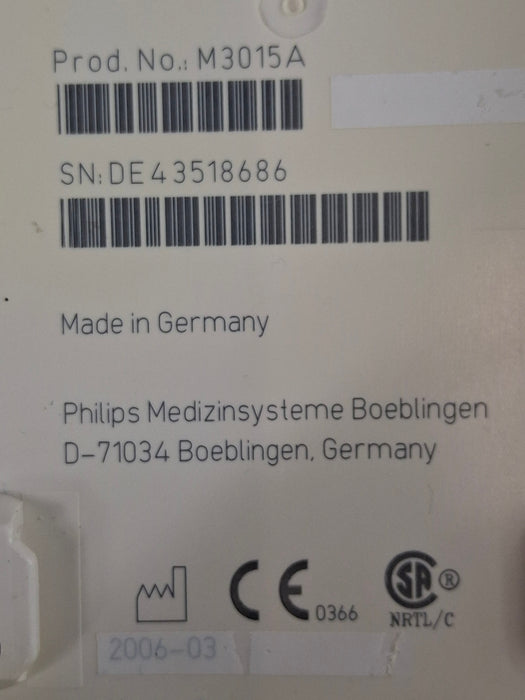 Prod. No.: M3015A
SN: DE43518686
Made in Germany
Philips Medizinsysteme Boeblingen
D-71034 Boeblingen, Germany
CE 0366
SA ®
NRTL/C
2006-03